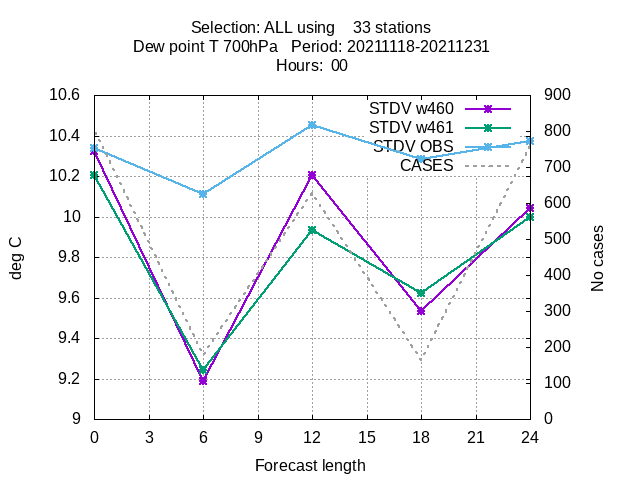 Selection: ALL using    33 stations
Dew point T 700hPa   Period: 20211118-20211231
Hours:  00
STDV w460
STDV w461
STDV OBS
CASES
10.6
10.4
10.2
10
9.8
9.6
9.4
9.2
9
900
800
700
600
500
400
300
200
100
0
deg C
No cases
0 3 6 9 12 15 18 21 24
Forecast length